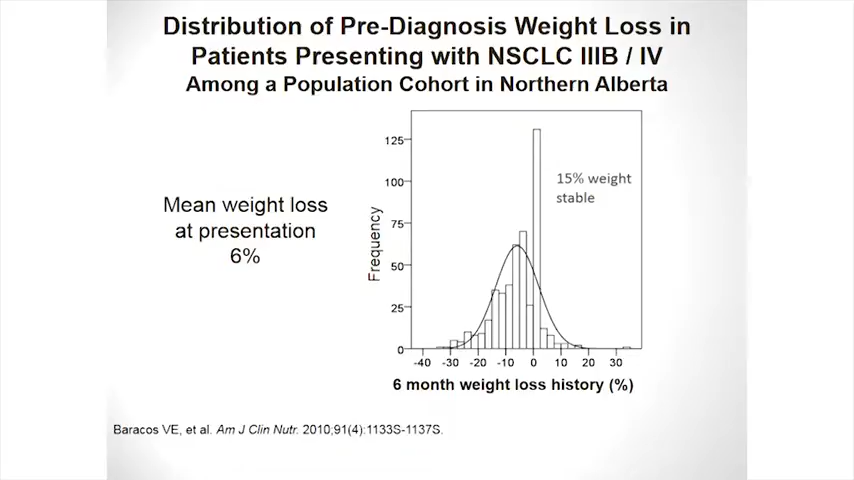 Distribution of Pre-Diagnosis Weight Loss in
Patients Presenting with NSCLC IIIB / IV
Among a Population Cohort in Northern Alberta
Mean weight loss
at presentation
6%
Frequency
125
100
75
50
25
0
15% weight
stable
-40 -30 -20 -10 0 10 20 30
6 month weight loss history (%)
Baracos VE, et al. Am J Clin Nutr. 2010;91(4):1133S-1137S.